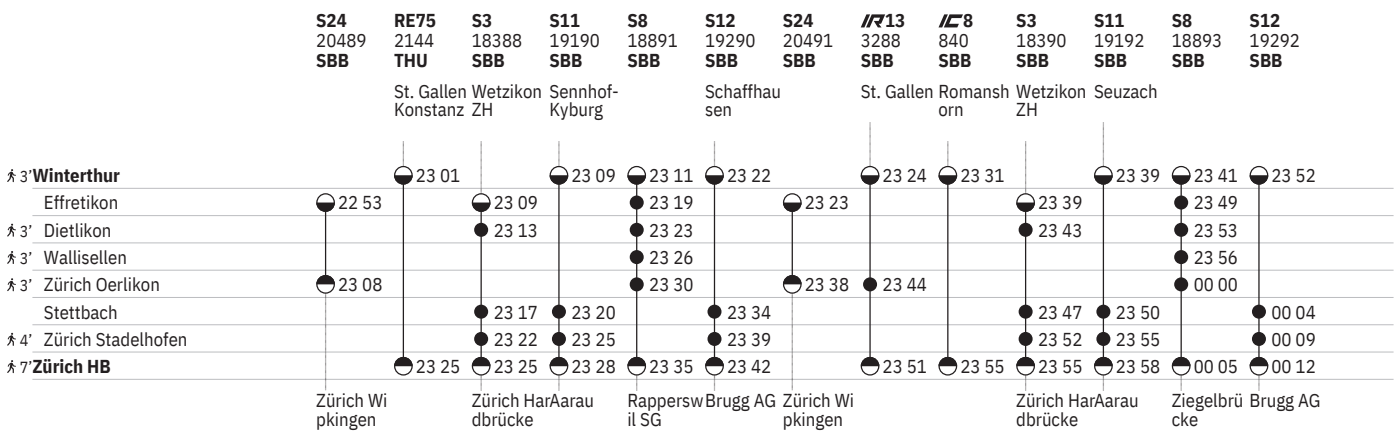 S24 RE75 S3 S11 S8 S12 S24 IR13 IC8 S3 S11 S8 S12
20489 2144 18388 19190 18891 19290 20491 3288 840 18390 19192 18893 19292
SBB THU SBB SBB SBB SBB SBB SBB SBB SBB SBB SBB SBB
St. Gallen Wetzikon Sennhof- Schaffhau St. Gallen Romansh Wetzikon Seuzach
Konstanz ZH Kyburg sen orn ZH
3' Winterthur 23 01 23 09 23 11 23 22 23 24 23 31 23 39 23 41 23 52
Effretikon 22 53 23 09 23 19 23 23 23 39 23 49
3' Dietlikon 23 13 23 23 23 43 23 53
3' Wallisellen 23 26 23 56
3' Zürich Oerlikon 23 08 23 30 23 38 23 44 00 00
Stettbach 23 17 23 20 23 34 23 47 23 50 00 04
4' Zürich Stadelhofen 23 22 23 25 23 39 23 52 23 55 00 09
7' Zürich HB 23 25 23 25 23 28 23 35 23 42 23 51 23 55 23 55 23 58 00 05 00 12
Zürich Wi Zürich Har Aarau Rappersw Brugg AG Zürich Wi Zürich Har Aarau Ziegelbrü Brugg AG
pkingen dbrücke il SG pkingen dbrücke cke